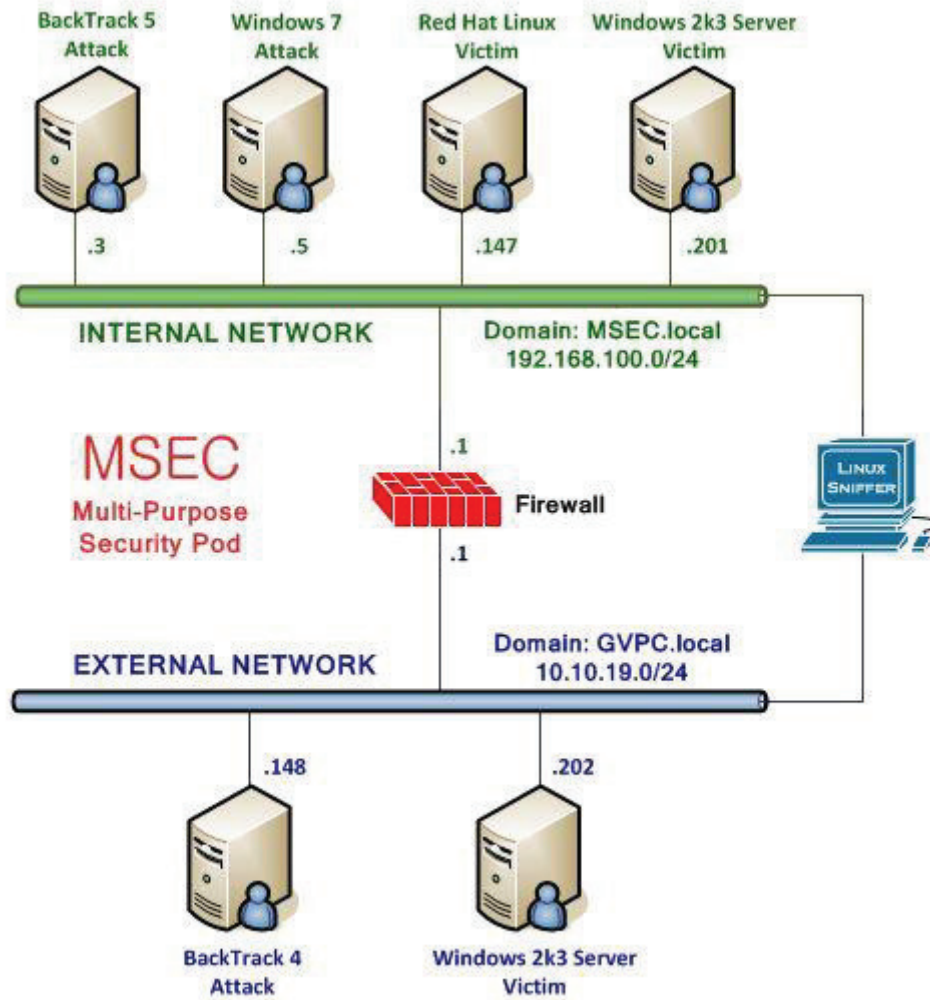 BackTrack 5
Attack
Windows 7
Attack
Red Hat Linux
Victim
Windows 2k3 Server
Victim
.3
.5
.147
.201
INTERNAL NETWORK
Domain: MSEC.local
192.168.100.0/24
MSEC
Multi-Purpose
Security Pod
.1
Firewall
.1
LINUX
SNIFFER
EXTERNAL NETWORK
Domain: GVPC.local
10.10.19.0/24
.148
.202
BackTrack 4
Attack
Windows 2k3 Server
Victim